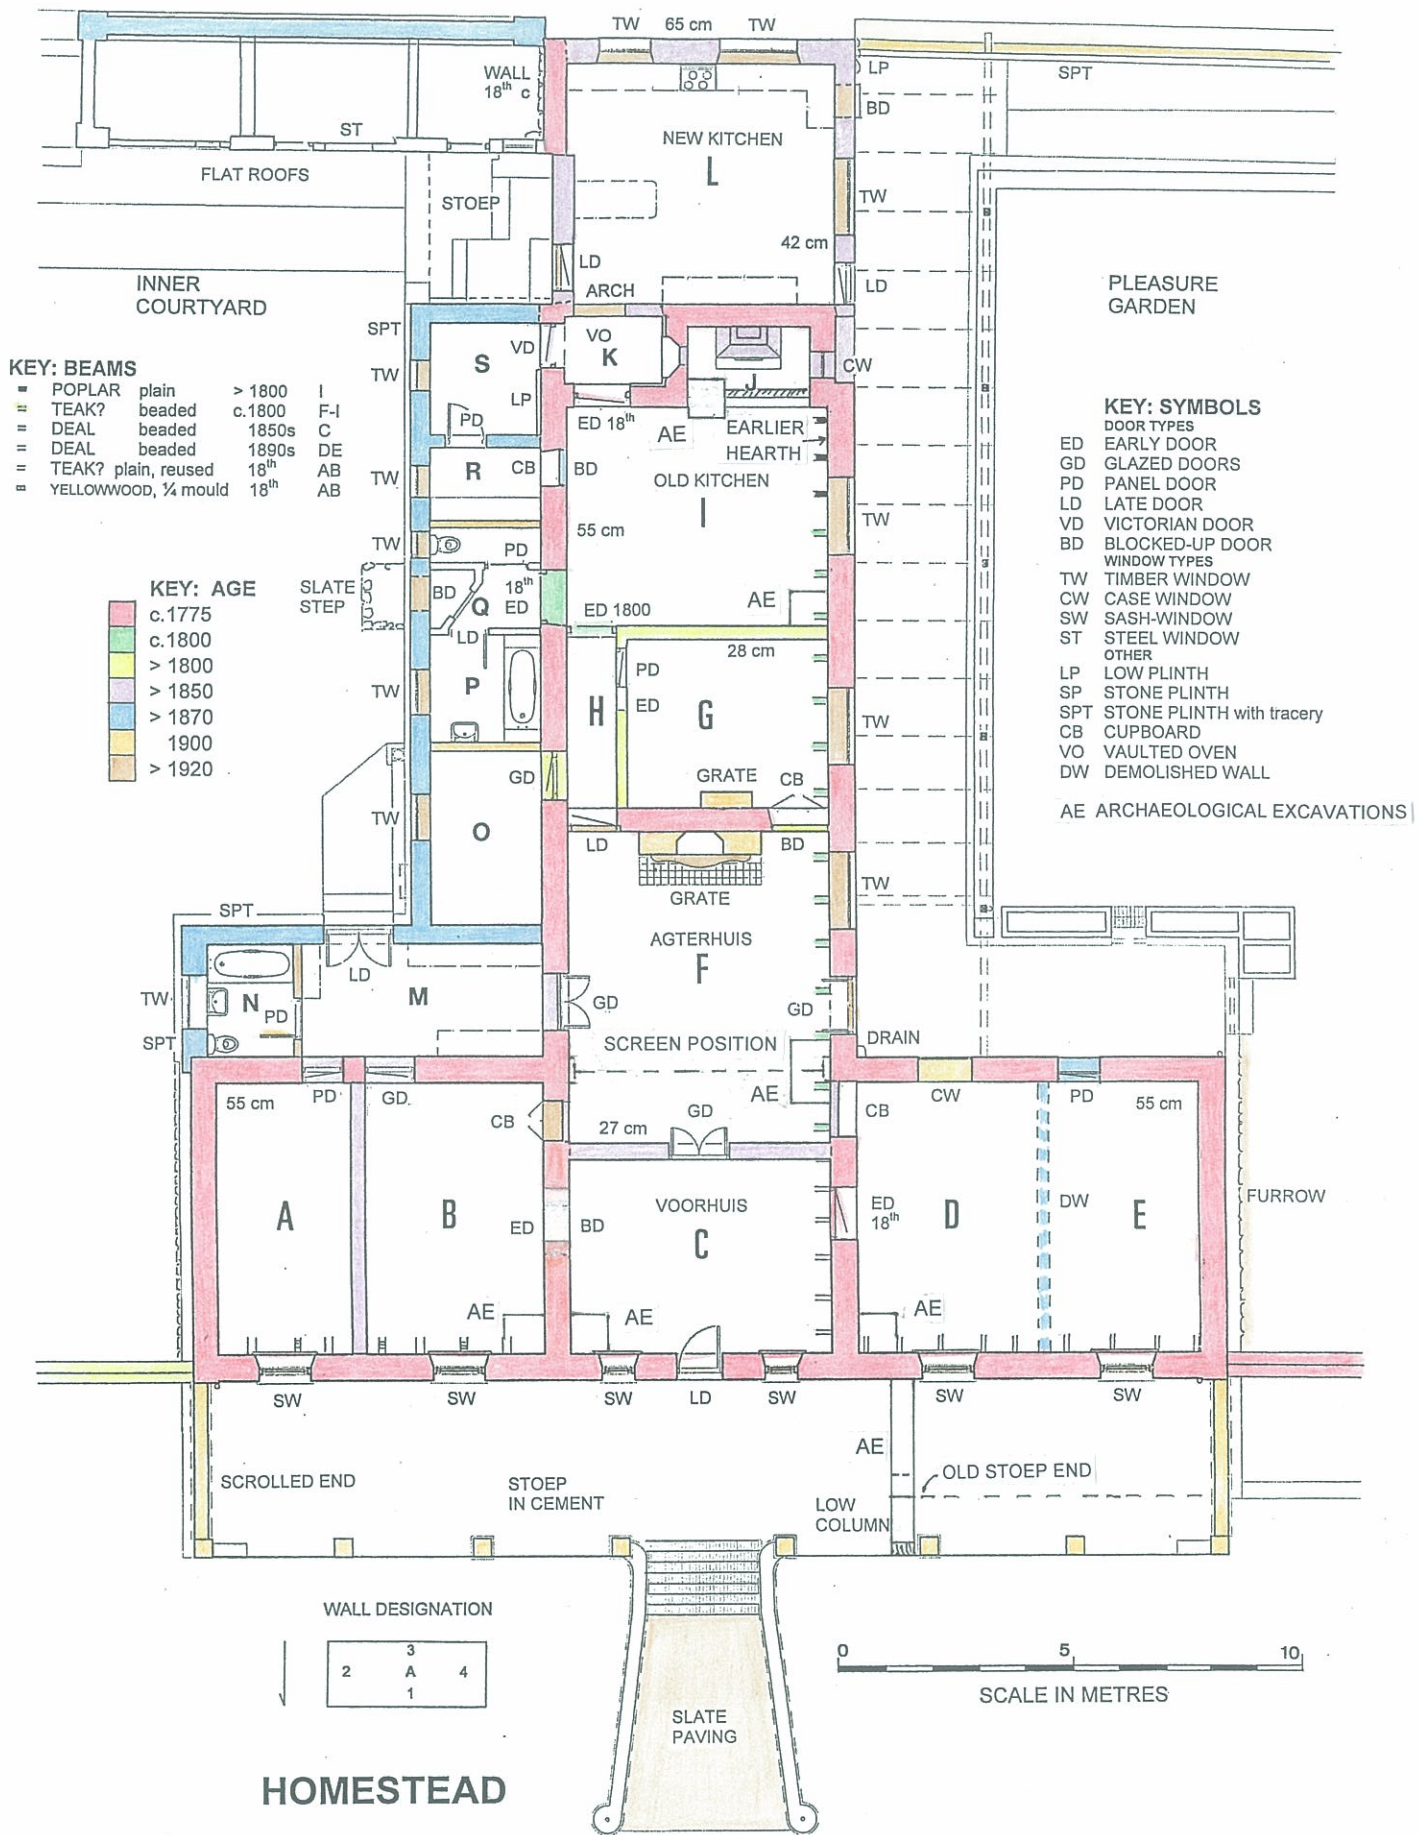 TW 65 cm TW
WALL
18th c
LP
SPT
BD
ST
NEW KITCHEN
L
FLAT ROOFS
STOEP
TW
42 cm
LD
ARCH
LD
INNER
COURTYARD
PLEASURE
GARDEN
SPT
VO
K
VD
S
TW
CW
J
LP
PD
ED 18th
AE
EARLIER
HEARTH
KEY: BEAMS
POPLAR plain > 1800 I
TEAK? beaded c.1800 F-I
DEAL beaded 1850s C
DEAL beaded 1890s DE
TEAK? plain, reused 18th AB
YELLOWWOOD, ¼ mould 18th AB
KEY: SYMBOLS
DOOR TYPES
ED EARLY DOOR
GD GLAZED DOORS
PD PANEL DOOR
LD LATE DOOR
VD VICTORIAN DOOR
BD BLOCKED-UP DOOR
WINDOW TYPES
TW TIMBER WINDOW
CW CASE WINDOW
SW SASH-WINDOW
ST STEEL WINDOW
OTHER
LP LOW PLINTH
SP STONE PLINTH
SPT STONE PLINTH with tracery
CB CUPBOARD
VO VAULTED OVEN
DW DEMOLISHED WALL
AE ARCHAEOLOGICAL EXCAVATIONS
TW
R
CB
BD
OLD KITCHEN
I
55 cm
TW
TW
PD
KEY: AGE
c.1775
c.1800
> 1800
> 1850
> 1870
1900
> 1920
SLATE
STEP
BD
Q
18th
ED
LD
AE
ED 1800
28 cm
TW
P
H
PD
ED
G
TW
GD
GRATE
CB
TW
O
LD
BD
GRATE
TW
SPT
AGTERHUIS
F
LD
TW
N
PD
M
GD
GD
SPT
SCREEN POSITION
DRAIN
AE
55 cm
PD
GD
CB
27 cm
GD
CB
CW
PD
55 cm
A
B
ED
BD
VOORHUIS
C
ED
18th
D
DW
E
FURROW
AE
AE
AE
SW
SW
SW
LD
SW
SW
SW
AE
SCROLLED END
STOEP
IN CEMENT
OLD STOEP END
LOW
COLUMN
WALL DESIGNATION
3
2 A 4
1
0 5 10
SCALE IN METRES
SLATE
PAVING
HOMESTEAD